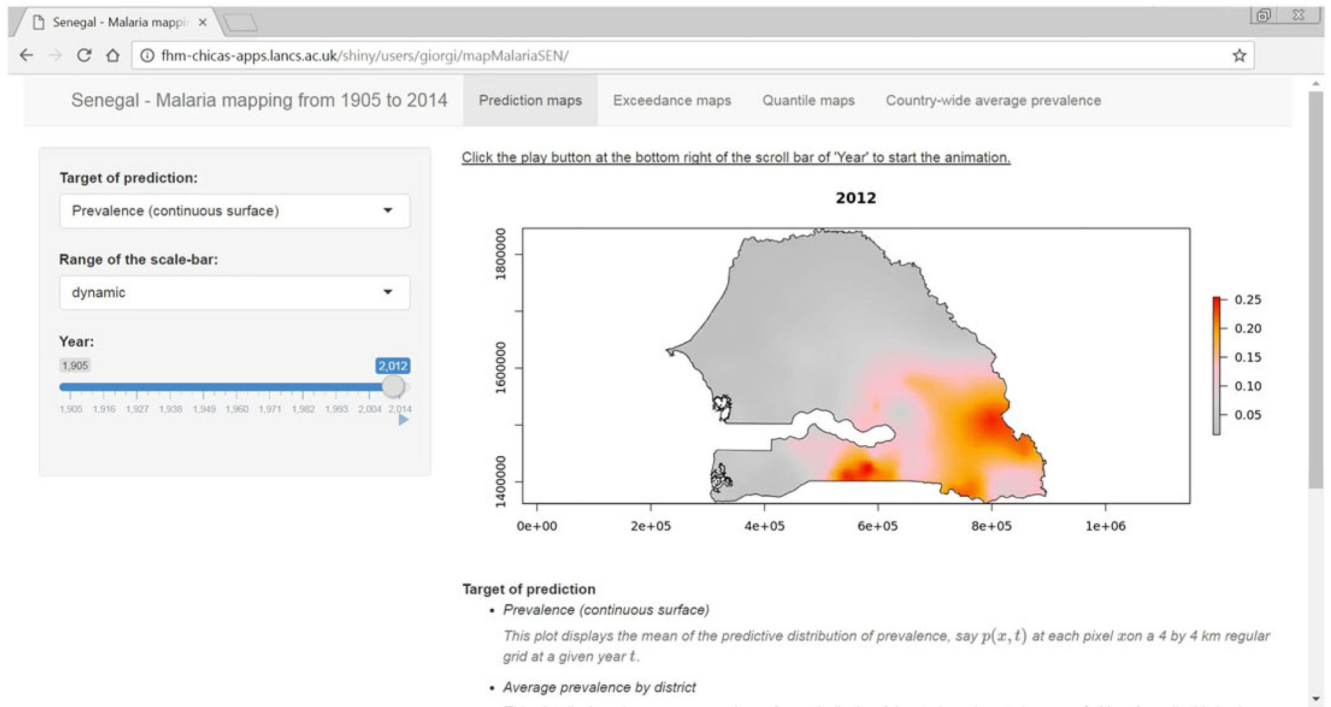 Senegal - Malaria mappi
fhm-chicas-apps.lancs.ac.uk/shiny/users/giorgi/mapMalariaSEN/
Senegal - Malaria mapping from 1905 to 2014
Prediction maps
Exceedance maps
Quantile maps
Country-wide average prevalence
Target of prediction:
Prevalence (continuous surface)
Range of the scale-bar:
dynamic
Year:
1,905
2,012
1,905 1,916 1,927 1,938 1,949 1,960 1,971 1,982 1,993 2,004 2,014
Click the play button at the bottom right of the scroll bar of 'Year' to start the animation.
2012
1800000
1600000
1400000
0e+00 2e+05 4e+05 6e+05 8e+05 1e+06
0.25
0.20
0.15
0.10
0.05
Target of prediction
• Prevalence (continuous surface)
This plot displays the mean of the predictive distribution of prevalence, say p(x, t) at each pixel xon a 4 by 4 km regular
grid at a given year t.
• Average prevalence by district